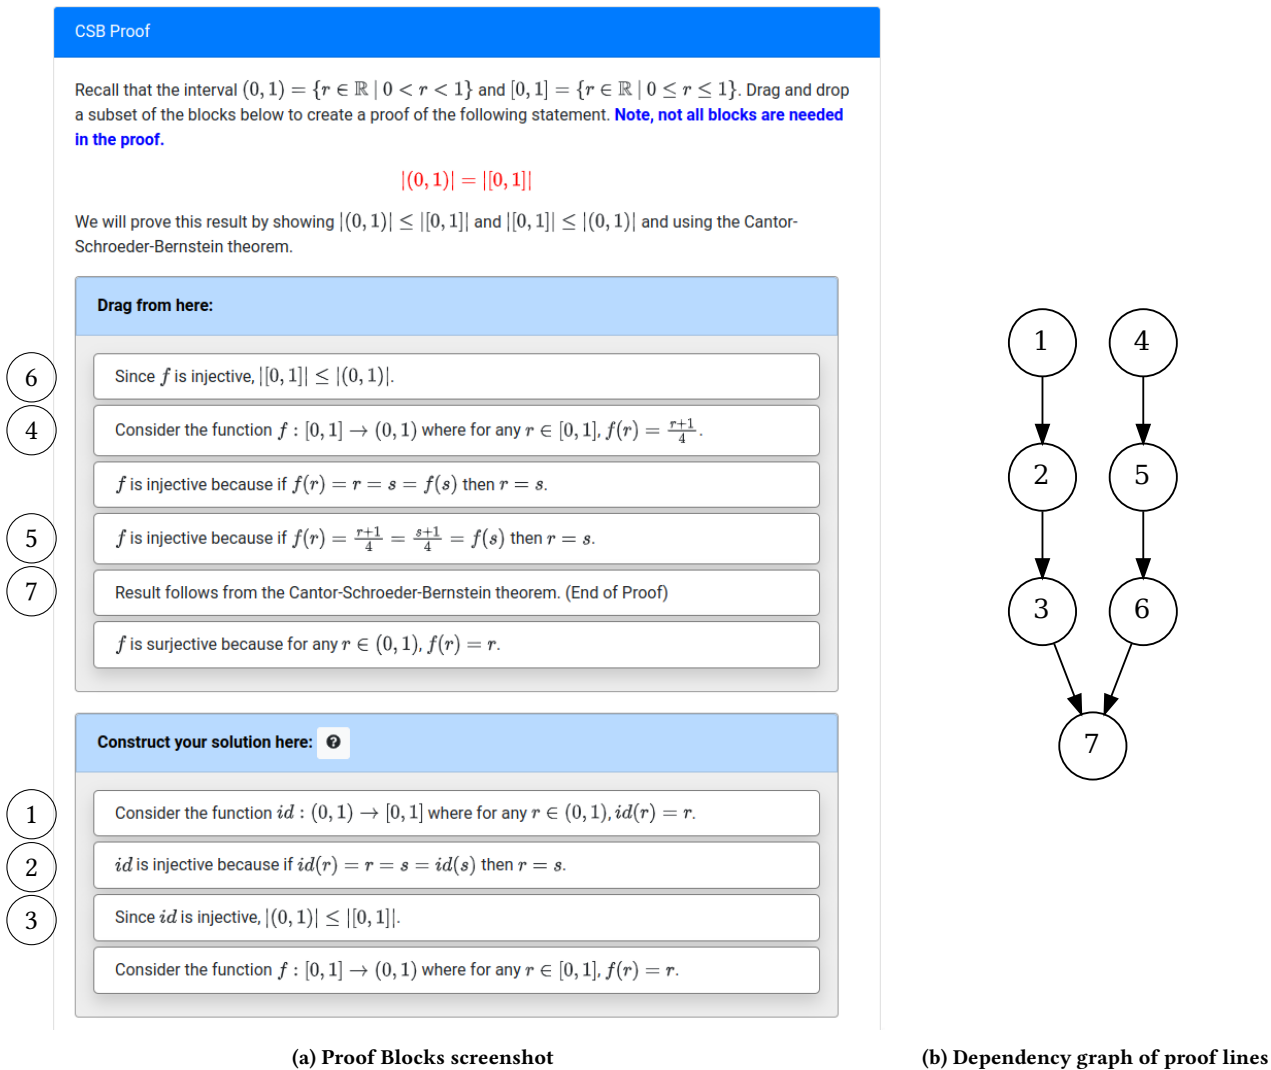 CSB Proof
Recall that the interval (0, 1) = {r ∈ ℝ | 0 < r < 1} and [0, 1] = {r ∈ ℝ | 0 ≤ r ≤ 1}. Drag and drop
a subset of the blocks below to create a proof of the following statement. Note, not all blocks are needed
in the proof.
|(0, 1)| = |[0, 1]|
We will prove this result by showing |(0, 1)| ≤ |[0, 1]| and |[0, 1]| ≤ |(0, 1)| and using the Cantor-
Schroeder-Bernstein theorem.
Drag from here:
6 Since f is injective, |[0, 1]| ≤ |(0, 1)|.
4 Consider the function f : [0, 1] → (0, 1) where for any r ∈ [0, 1], f(r) = \frac{r+1}{4}.
f is injective because if f(r) = r = s = f(s) then r = s.
5 f is injective because if f(r) = \frac{r+1}{4} = \frac{s+1}{4} = f(s) then r = s.
7 Result follows from the Cantor-Schroeder-Bernstein theorem. (End of Proof)
f is surjective because for any r ∈ (0, 1), f(r) = r.
Construct your solution here: ?
1 Consider the function id : (0, 1) → [0, 1] where for any r ∈ (0, 1), id(r) = r.
2 id is injective because if id(r) = r = s = id(s) then r = s.
3 Since id is injective, |(0, 1)| ≤ |[0, 1]|.
Consider the function f : [0, 1] → (0, 1) where for any r ∈ [0, 1], f(r) = r.
(a) Proof Blocks screenshot
1 4
2 5
3 6
7
(b) Dependency graph of proof lines